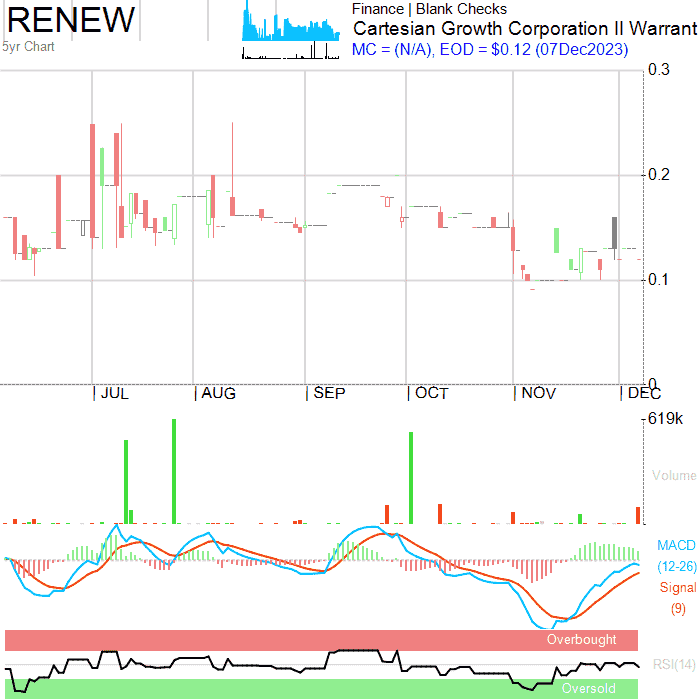 RENEW
5yr Chart
Finance | Blank Checks
Cartesian Growth Corporation II Warrant
MC = (N/A), EOD = $0.12 (07Dec2023)
0.3
0.2
0.1
0
JUL
AUG
SEP
OCT
NOV
DEC
619k
Volume
MACD
(12-26)
Signal
(9)
Overbought
RSI(14)
Oversold